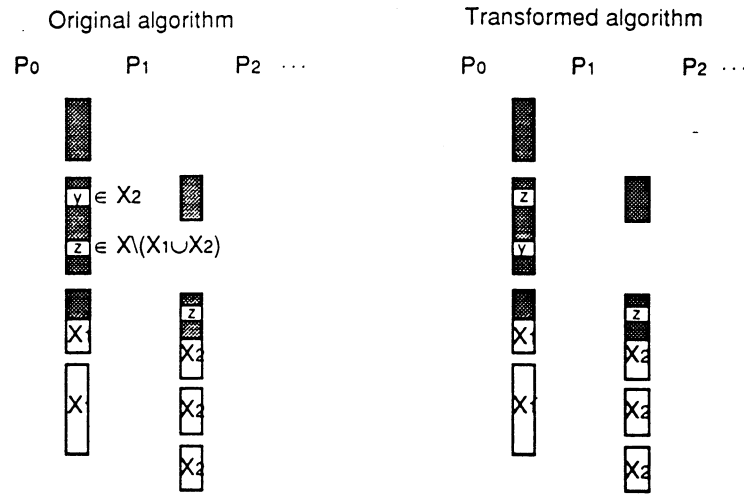 Original algorithm
Transformed algorithm
P0 P1 P2 ···
P0 P1 P2 ···
y ∈ X2
z
z ∈ X\(X1∪X2)
y
z
z
X1
X2
X1
X2
X1
X2
X1
X2
X2
X2